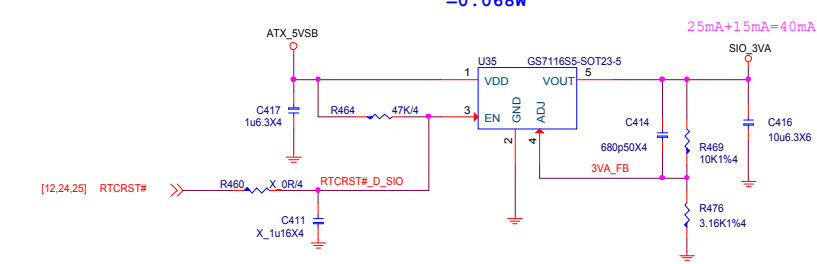 =0.068W
25mA+15mA=40mA
ATX_5VSB
SIO_3VA
U35
GS7116S5-SOT23-5
1
VDD
VOUT
5
C417
1u6.3X4
R464
47K/4
3
EN
GND
ADJ
2
4
C414
680p50X4
R469
10K1%4
C416
10u6.3X6
3VA_FB
[12,24,25]
RTCRST#
R460
X_0R/4
RTCRST#_D_SIO
C411
X_1u16X4
R476
3.16K1%4